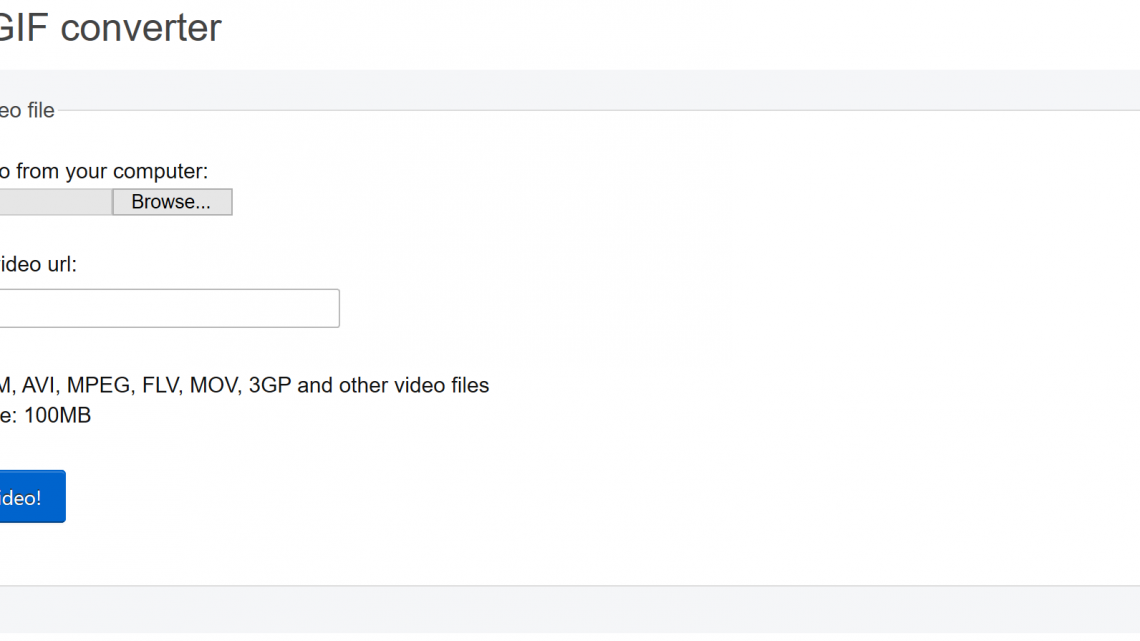 GIF converter
eo file
o from your computer:
Browse...
ideo url:
M, AVI, MPEG, FLV, MOV, 3GP and other video files
e: 100MB
ideo!